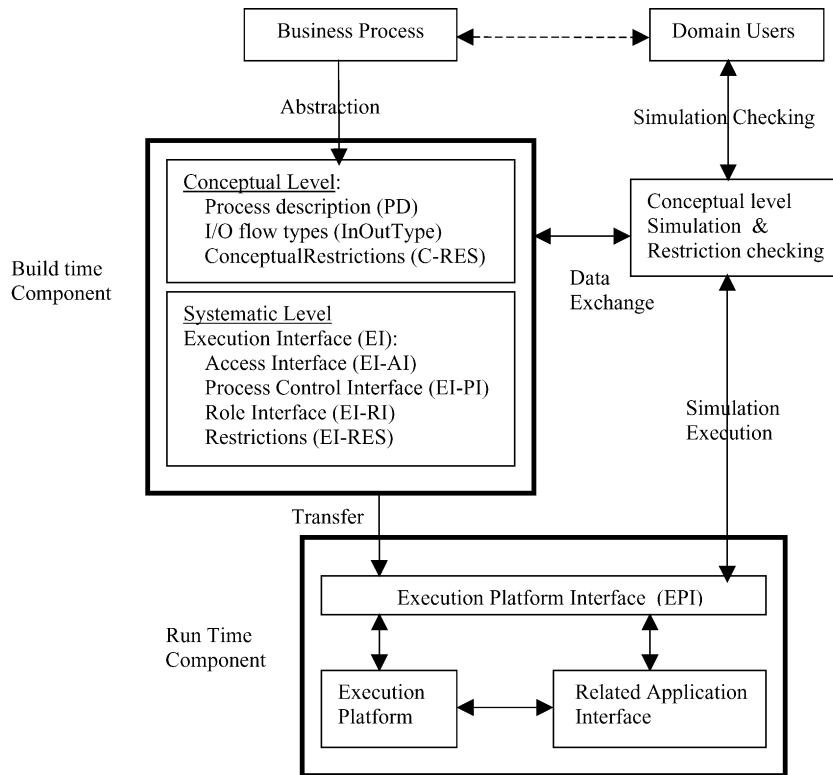 Business Process
Domain Users
Abstraction
Simulation Checking
Conceptual Level:
Process description (PD)
I/O flow types (InOutType)
ConceptualRestrictions (C-RES)
Conceptual level
Simulation &
Restriction checking
Build time
Component
Data
Exchange
Systematic Level
Execution Interface (EI):
Access Interface (EI-AI)
Process Control Interface (EI-PI)
Role Interface (EI-RI)
Restrictions (EI-RES)
Simulation
Execution
Transfer
Execution Platform Interface (EPI)
Run Time
Component
Execution
Platform
Related Application
Interface